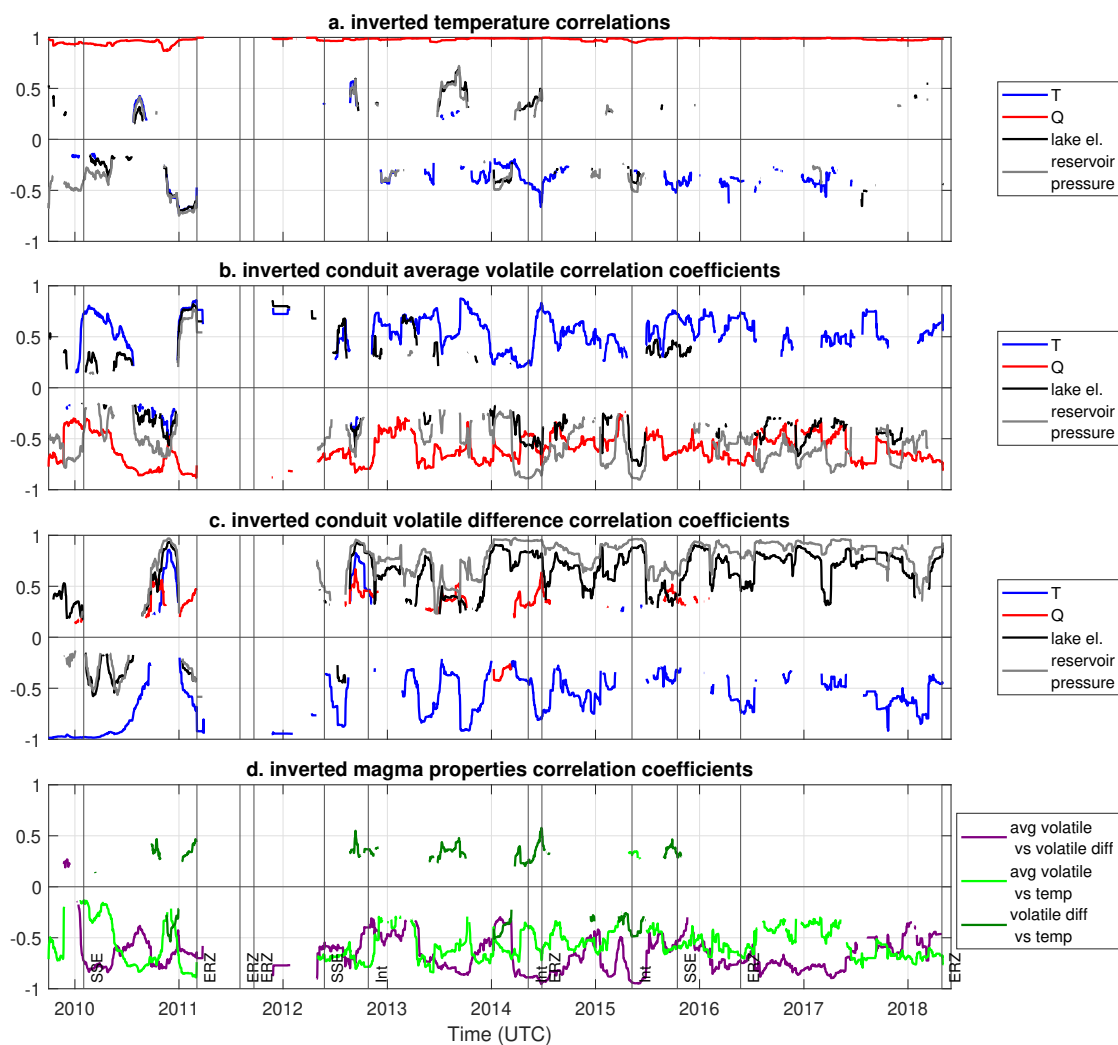 a. inverted temperature correlations
1
0.5
0
-0.5
-1
T
Q
lake el.
reservoir
pressure
b. inverted conduit average volatile correlation coefficients
1
0.5
0
-0.5
-1
T
Q
lake el.
reservoir
pressure
c. inverted conduit volatile difference correlation coefficients
1
0.5
0
-0.5
-1
T
Q
lake el.
reservoir
pressure
d. inverted magma properties correlation coefficients
1
0.5
0
-0.5
-1
avg volatile
vs volatile diff
avg volatile
vs temp
volatile diff
vs temp
SSE
ERZ
ERZ
ERZ
SSE
Int
Int
ERZ
Int
SSE
ERZ
ERZ
2010 2011 2012 2013 2014 2015 2016 2017 2018
Time (UTC)